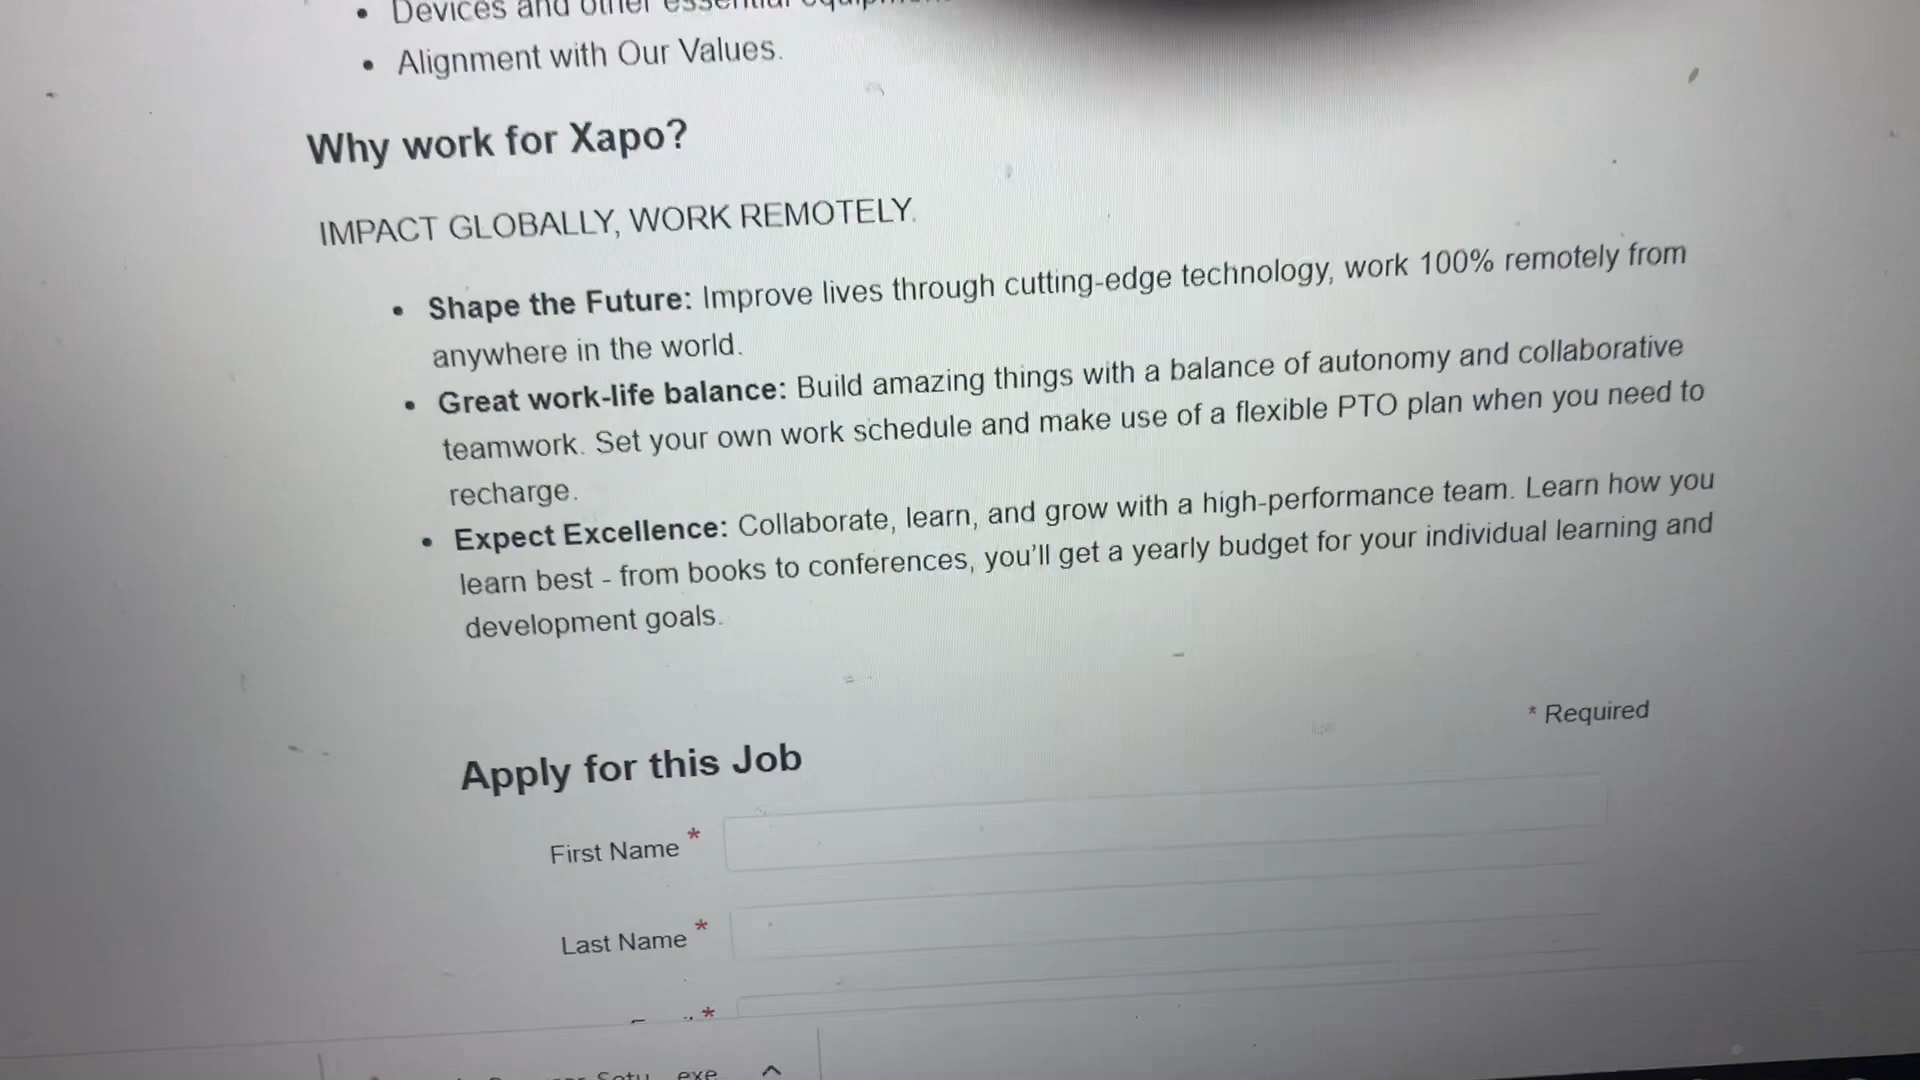 Devices and other essential
Alignment with Our Values.
Why work for Xapo?
IMPACT GLOBALLY, WORK REMOTELY.
Shape the Future: Improve lives through cutting-edge technology, work 100% remotely from
anywhere in the world.
Great work-life balance: Build amazing things with a balance of autonomy and collaborative
teamwork. Set your own work schedule and make use of a flexible PTO plan when you need to
recharge.
Expect Excellence: Collaborate, learn, and grow with a high-performance team. Learn how you
learn best - from books to conferences, you'll get a yearly budget for your individual learning and
development goals.
* Required
Apply for this Job
First Name *
Last Name *
*
exe